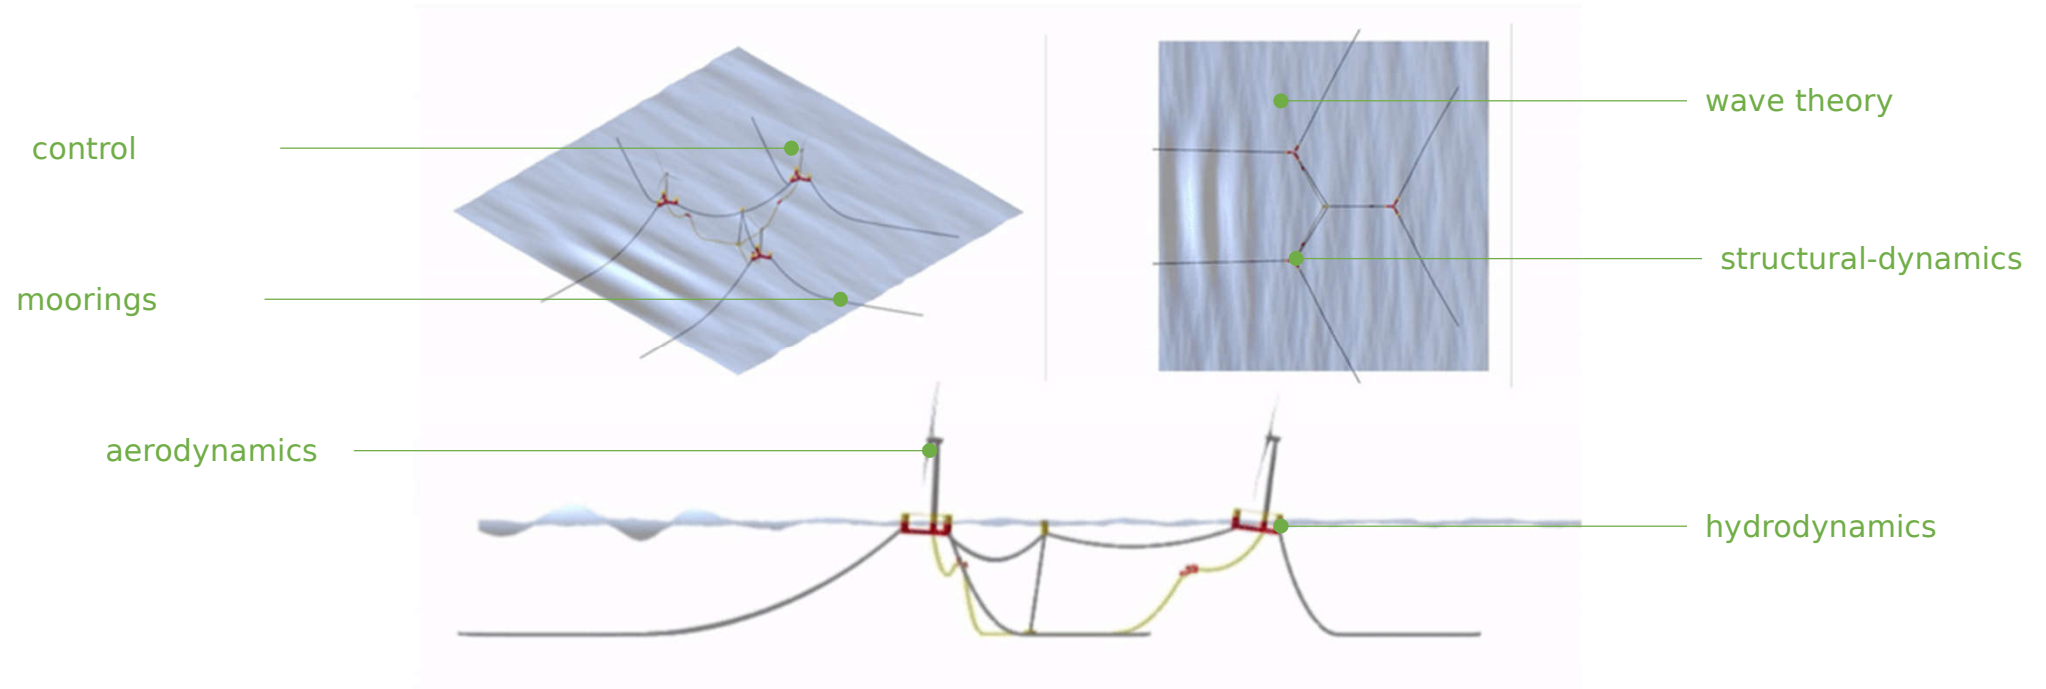 control
moorings
aerodynamics
wave theory
structural-dynamics
hydrodynamics